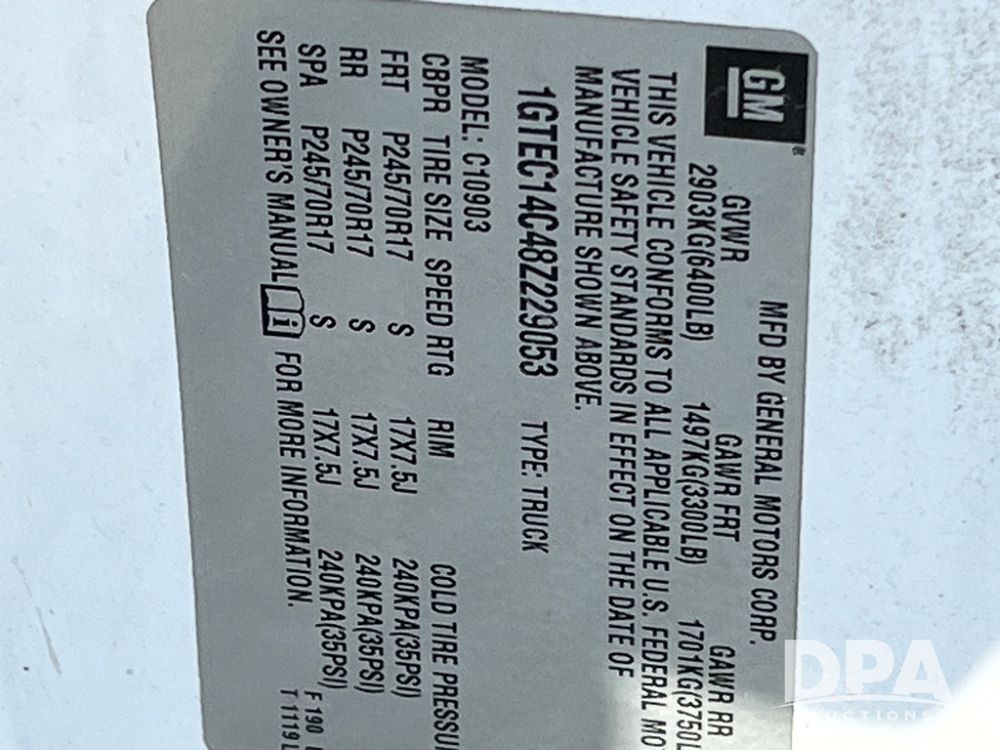 GM
®
MFD BY GENERAL MOTORS CORP.
GVWR GAWR FRT GAWR RR
2903KG(6400LB) 1497KG(3300LB) 1701KG(3750L
THIS VEHICLE CONFORMS TO ALL APPLICABLE U.S. FEDERAL MO
VEHICLE SAFETY STANDARDS IN EFFECT ON THE DATE OF
MANUFACTURE SHOWN ABOVE.
1GTEC14C48Z229053 TYPE: TRUCK
MODEL: C10903
CBPR TIRE SIZE SPEED RTG RIM COLD TIRE PRESSU
FRT P245/70R17 S 17X7.5J 240KPA(35PSI)
RR P245/70R17 S 17X7.5J 240KPA(35PSI)
SPA P245/70R17 S 17X7.5J 240KPA(35PSI)
SEE OWNER'S MANUAL i FOR MORE INFORMATION.
F 190
T 1119L
DPA
AUCTIONS